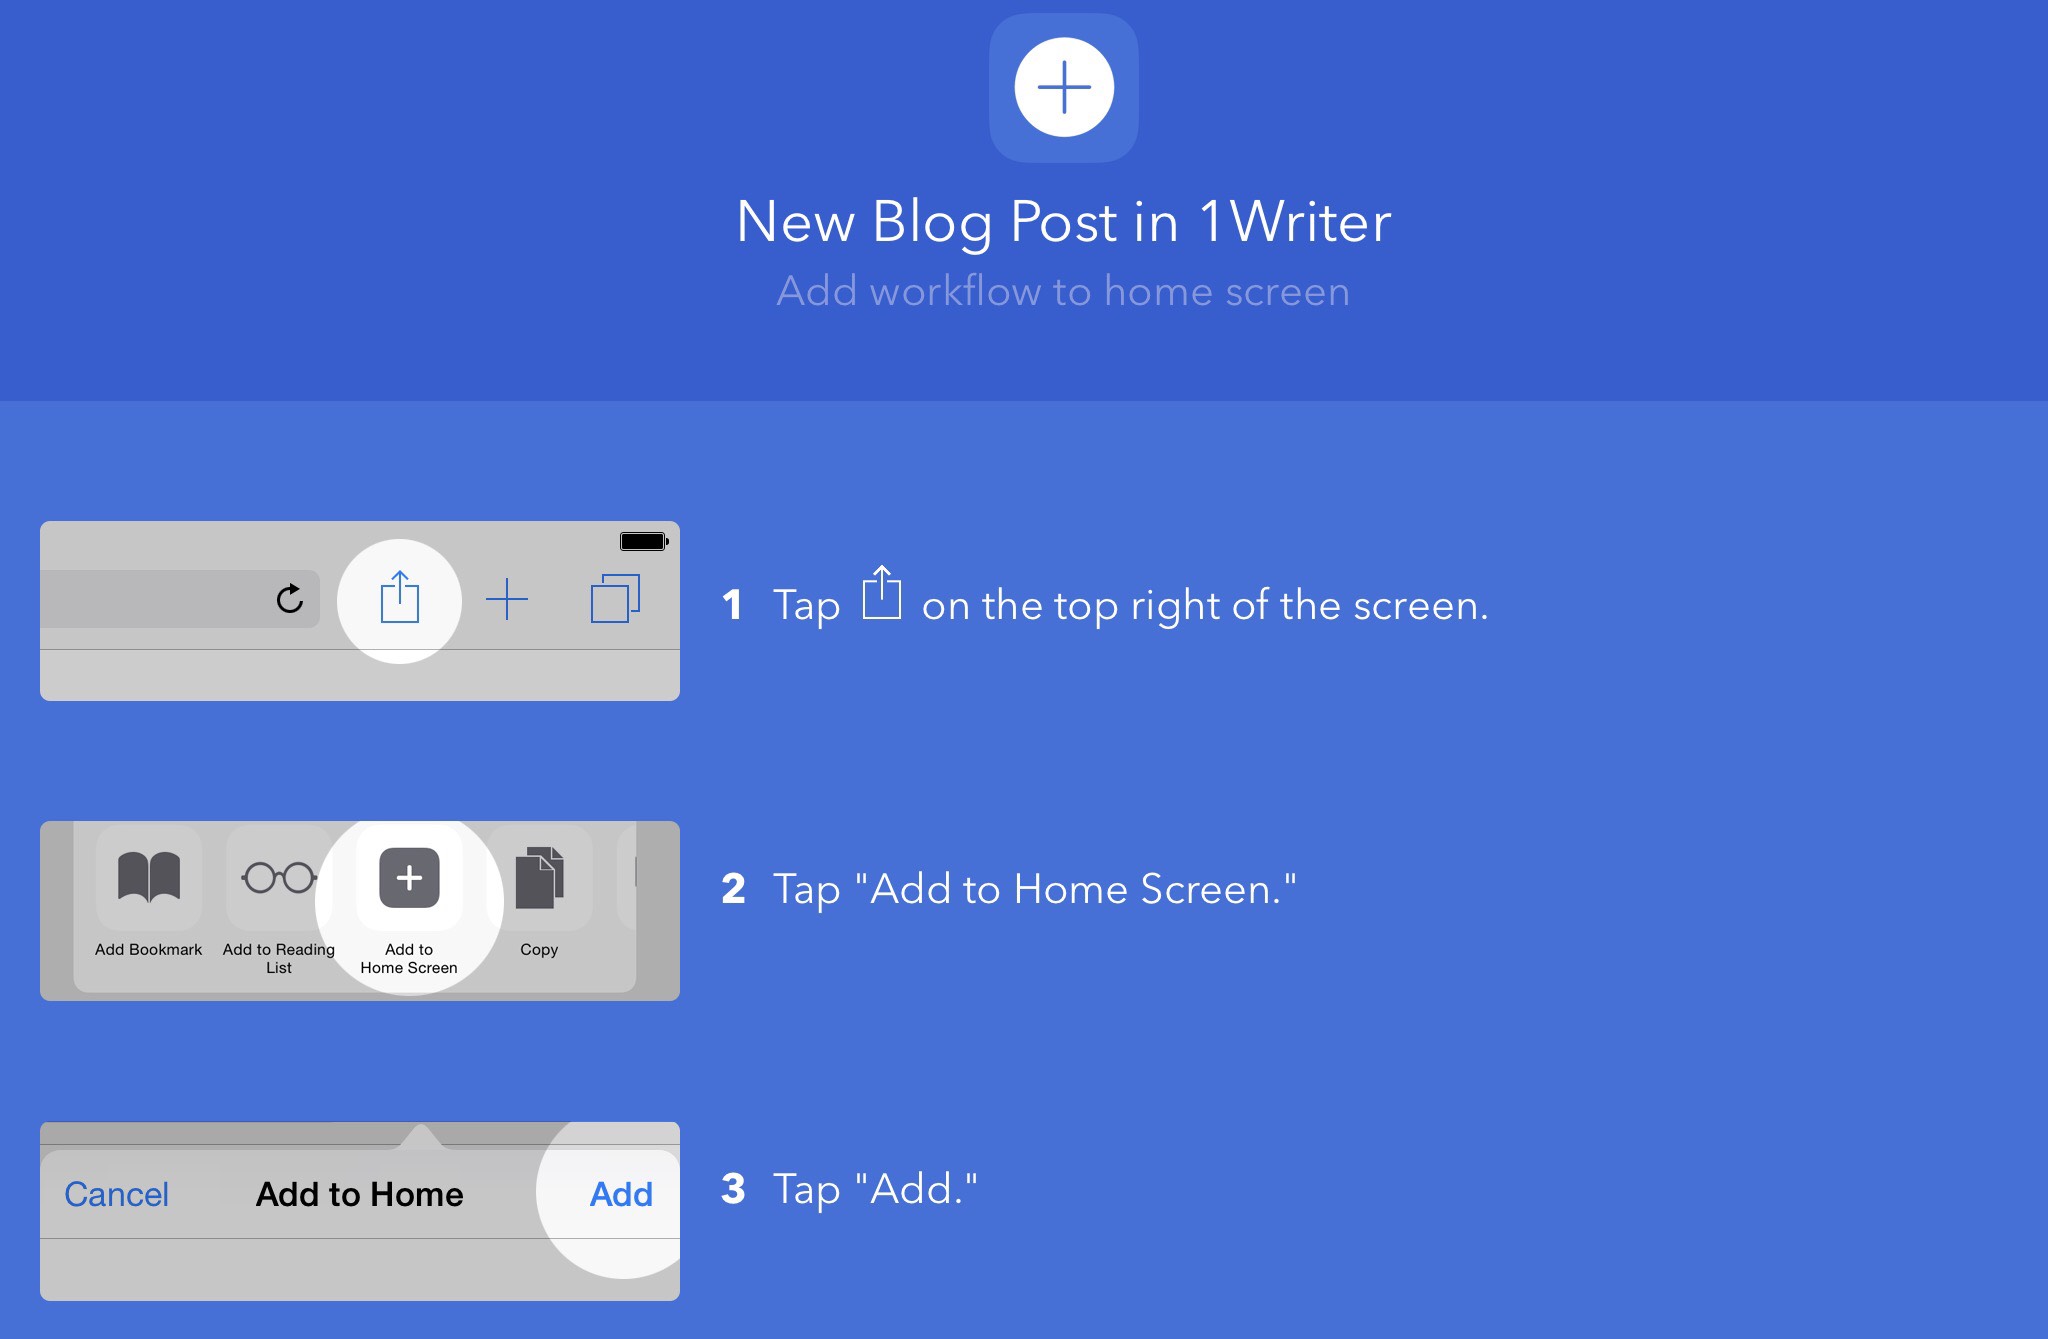 New Blog Post in 1Writer
Add workflow to home screen
1 Tap on the top right of the screen.
Add Bookmark
Add to Reading List
Add to Home Screen
Copy
2 Tap "Add to Home Screen."
Cancel Add to Home Add
3 Tap "Add."